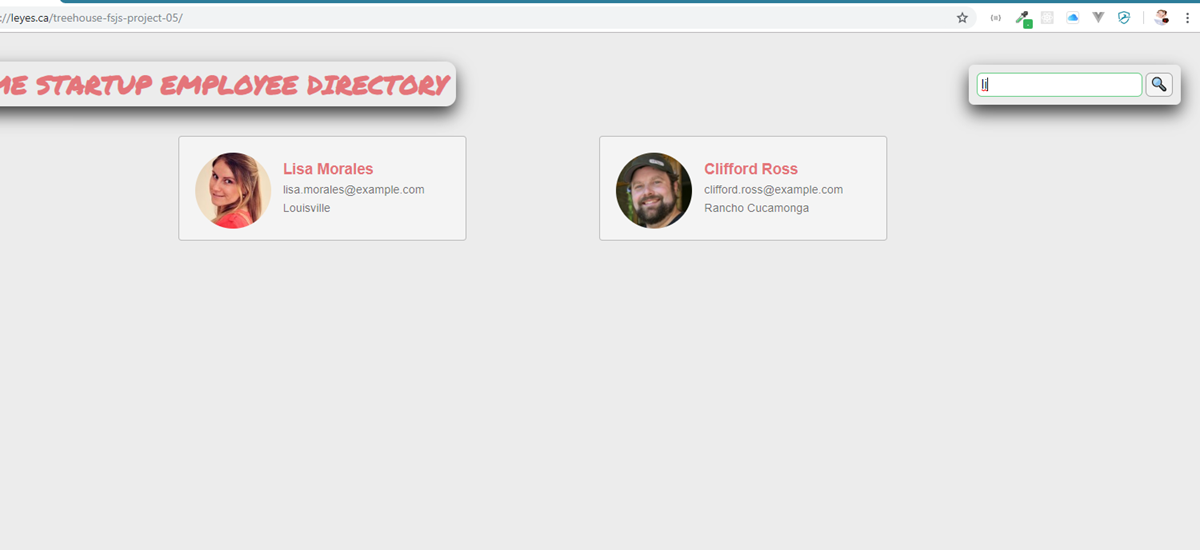 ://leyes.ca/treehouse-fsjs-project-05/
ME STARTUP EMPLOYEE DIRECTORY
li
Lisa Morales
lisa.morales@example.com
Louisville
Clifford Ross
clifford.ross@example.com
Rancho Cucamonga